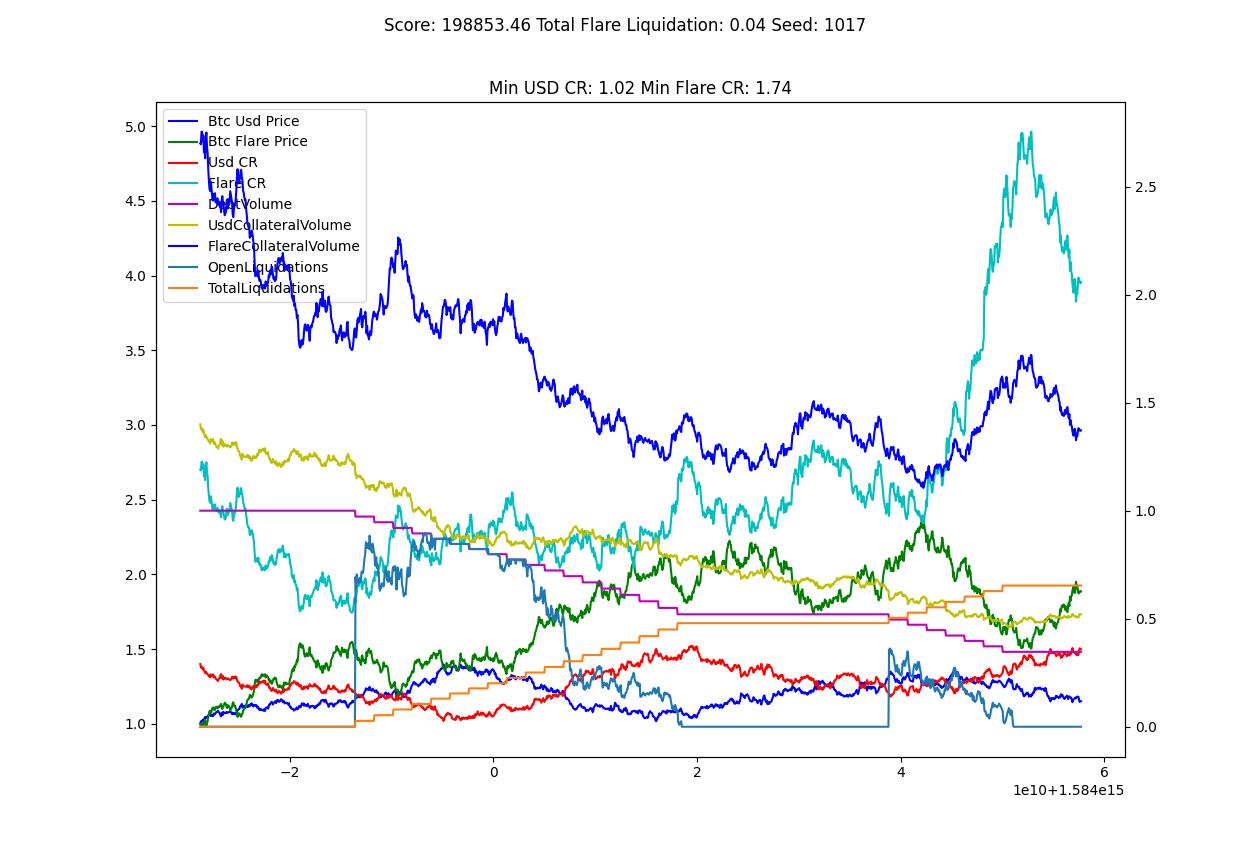 Score: 198853.46 Total Flare Liquidation: 0.04 Seed: 1017
Min USD CR: 1.02 Min Flare CR: 1.74
Btc Usd Price
Btc Flare Price
Usd CR
Flare CR
DebtVolume
UsdCollateralVolume
FlareCollateralVolume
OpenLiquidations
TotalLiquidations
5.0
4.5
4.0
3.5
3.0
2.5
2.0
1.5
1.0
2.5
2.0
1.5
1.0
0.5
0.0
−2 0 2 4 6
1e10+1.584e15